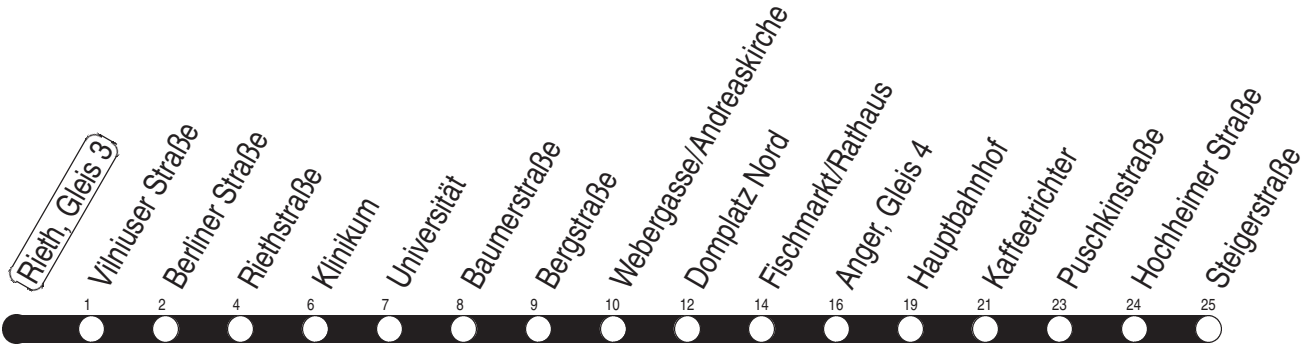 Rieth, Gleis 3
Vilniuser Straße
Berliner Straße
Riethstraße
Klinikum
Universität
Baumerstraße
Bergstraße
Webergasse/Andreaskirche
Domplatz Nord
Fischmarkt/Rathaus
Anger, Gleis 4
Hauptbahnhof
Kaffeetrichter
Puschkinstraße
Hochheimer Straße
Steigerstraße
1 2 4 6 7 8 9 10 12 14 16 19 21 23 24 25